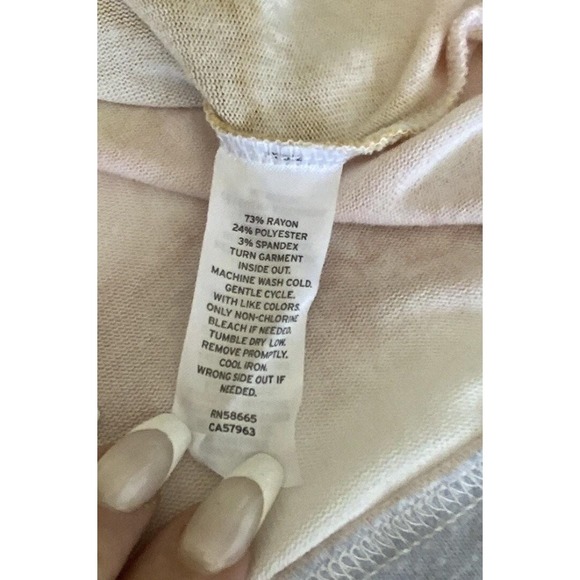 73% RAYON
24% POLYESTER
3% SPANDEX
TURN GARMENT
INSIDE OUT.
MACHINE WASH COLD.
GENTLE CYCLE.
WITH LIKE COLORS.
ONLY NON-CHLORINE
BLEACH IF NEEDED.
TUMBLE DRY LOW.
REMOVE PROMPTLY.
COOL IRON.
WRONG SIDE OUT IF
NEEDED.
RN58665
CA57963